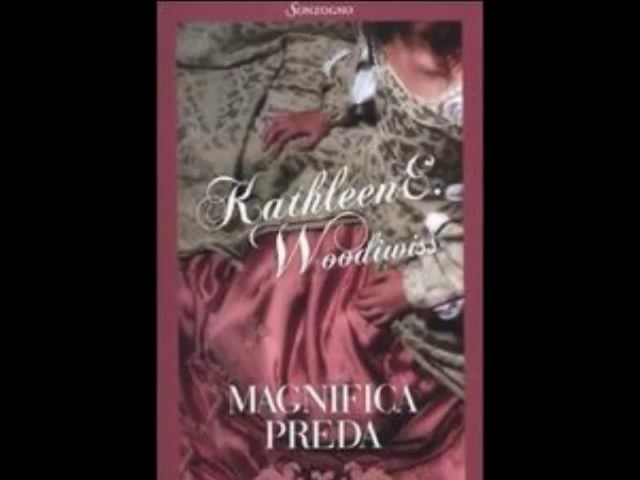 SONZOGNO
Kathleen E.
Woodiwiss
MAGNIFICA
PREDA